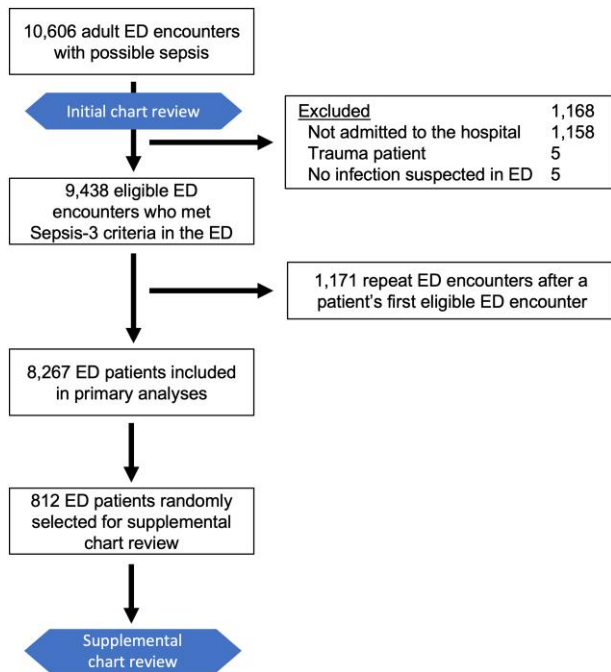 10,606 adult ED encounters
with possible sepsis
Initial chart review
Excluded 1,168
Not admitted to the hospital 1,158
Trauma patient 5
No infection suspected in ED 5
9,438 eligible ED
encounters who met
Sepsis-3 criteria in the ED
1,171 repeat ED encounters after a
patient's first eligible ED encounter
8,267 ED patients included
in primary analyses
812 ED patients randomly
selected for supplemental
chart review
Supplemental
chart review